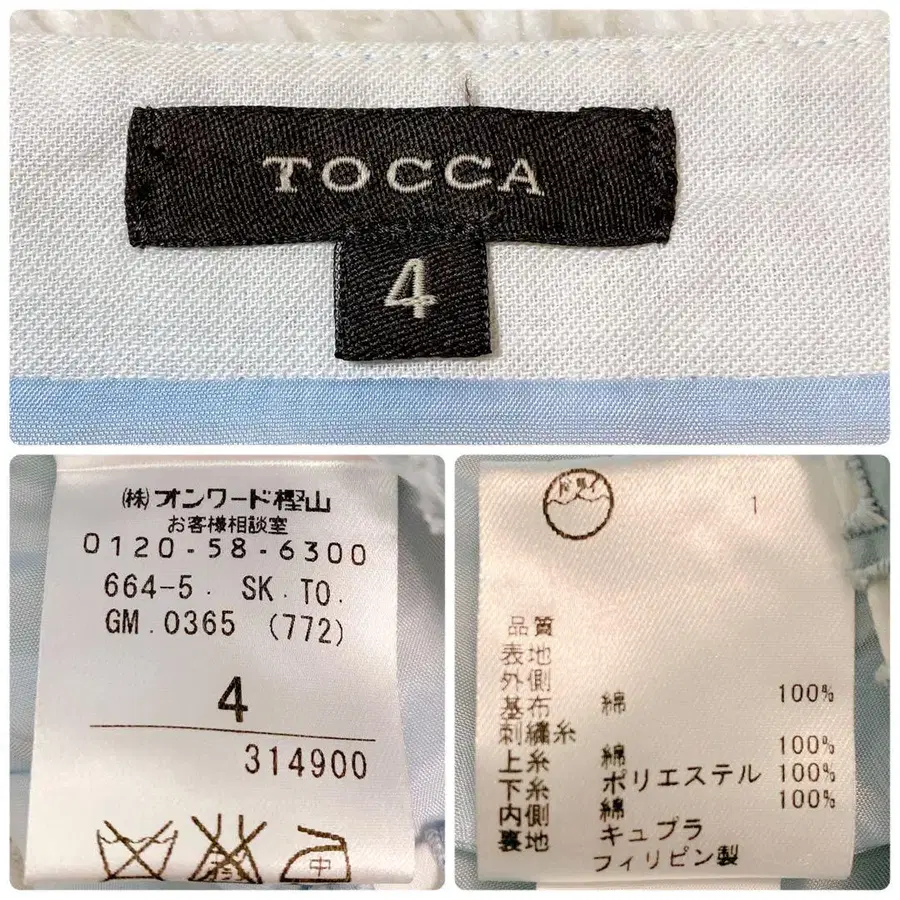 TOCCA
4
㈱オンワード樫山
お客様相談室
0120-58-6300
664-5. SK.TO.
GM.0365 (772)
4
314900
中
1
品質
表地
外側
基布 綿 100%
刺繍糸
上糸 綿 100%
下糸 ポリエステル 100%
内側 綿 100%
裏地 キュプラ
フィリピン製